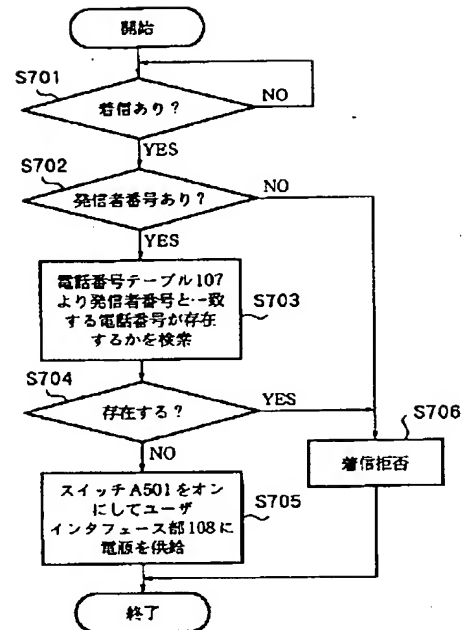 開始
S701
着信あり？
NO
YES
S702
発信者番号あり？
NO
YES
電話番号テーブル107
より発信者番号と一致
する電話番号が存在
するかを検索
S703
S704
存在する？
YES
NO
S706
着信拒否
スイッチA501をオン
にしてユーザ
インタフェース部108に
電源を供給
S705
終了